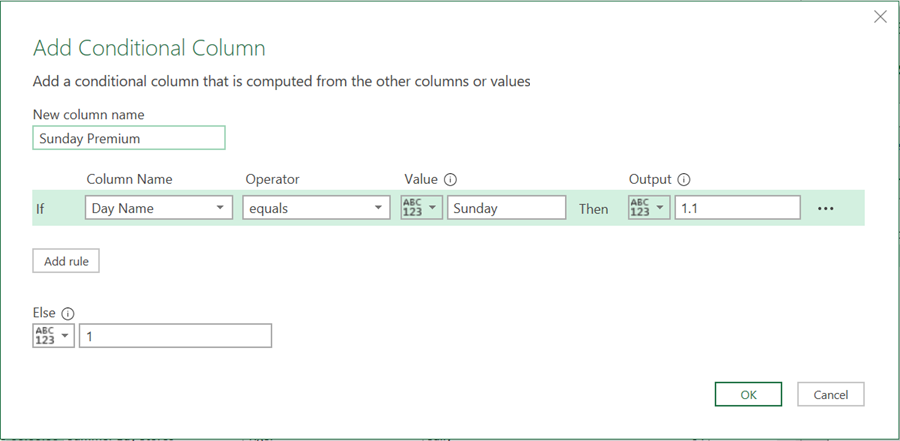 Add Conditional Column
Add a conditional column that is computed from the other columns or values
New column name
Sunday Premium
Column Name Operator Value Output
If Day Name equals ABC 123 Sunday Then ABC 123 1.1 ...
Add rule
Else
ABC 123 1
OK Cancel